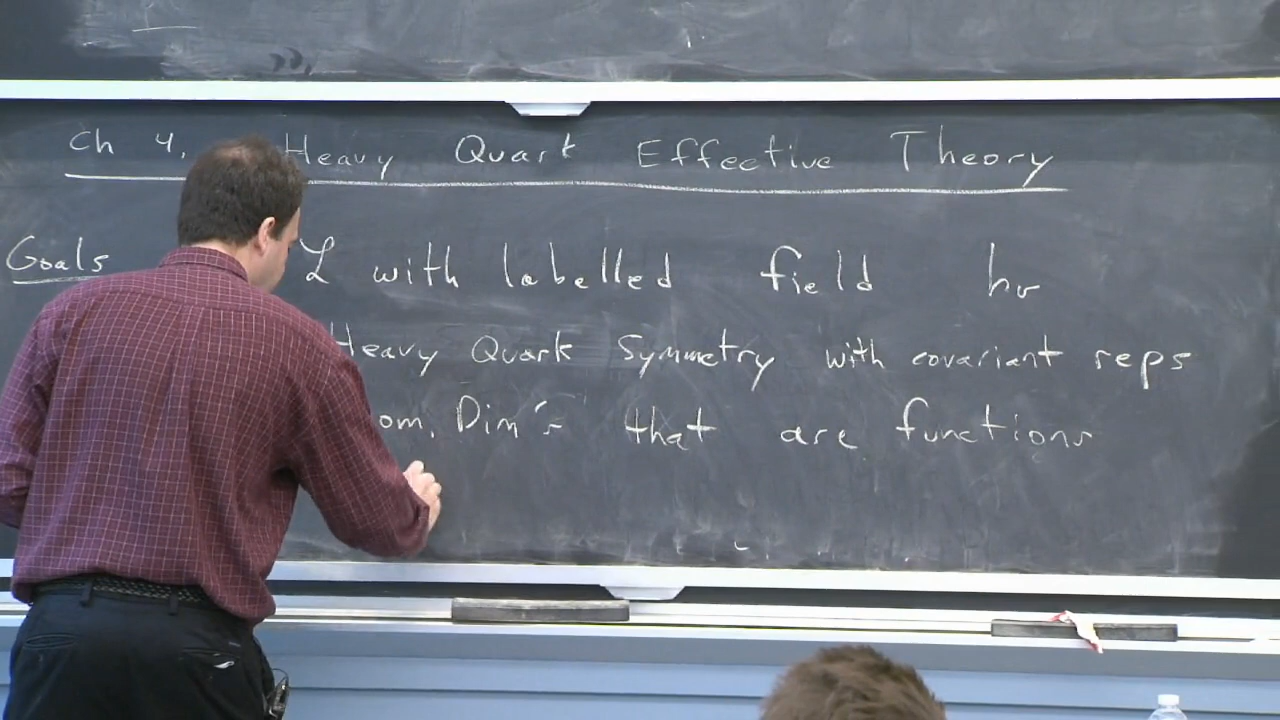 Ch 4. Heavy Quark Effective Theory
Goals ℒ with labelled field hᵥ
Heavy Quark Symmetry with covariant reps
om. Dim's that are functions